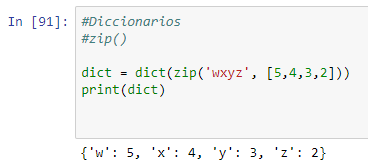 In [91]:
#Diccionarios
#zip()
dict = dict(zip('wxyz', [5,4,3,2]))
print(dict)
{'w': 5, 'x': 4, 'y': 3, 'z': 2}